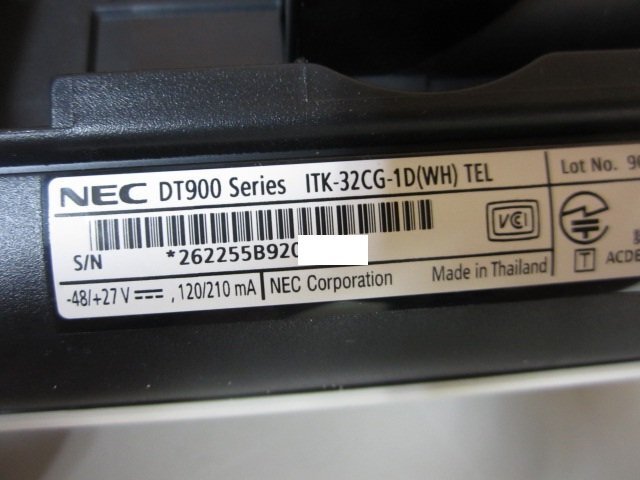 NEC DT900 Series ITK-32CG-1D(WH) TEL
Lot No.
VCI
S/N *262255B92
T ACDE
-48/+27 V ⎓, 120/210 mA NEC Corporation Made in Thailand